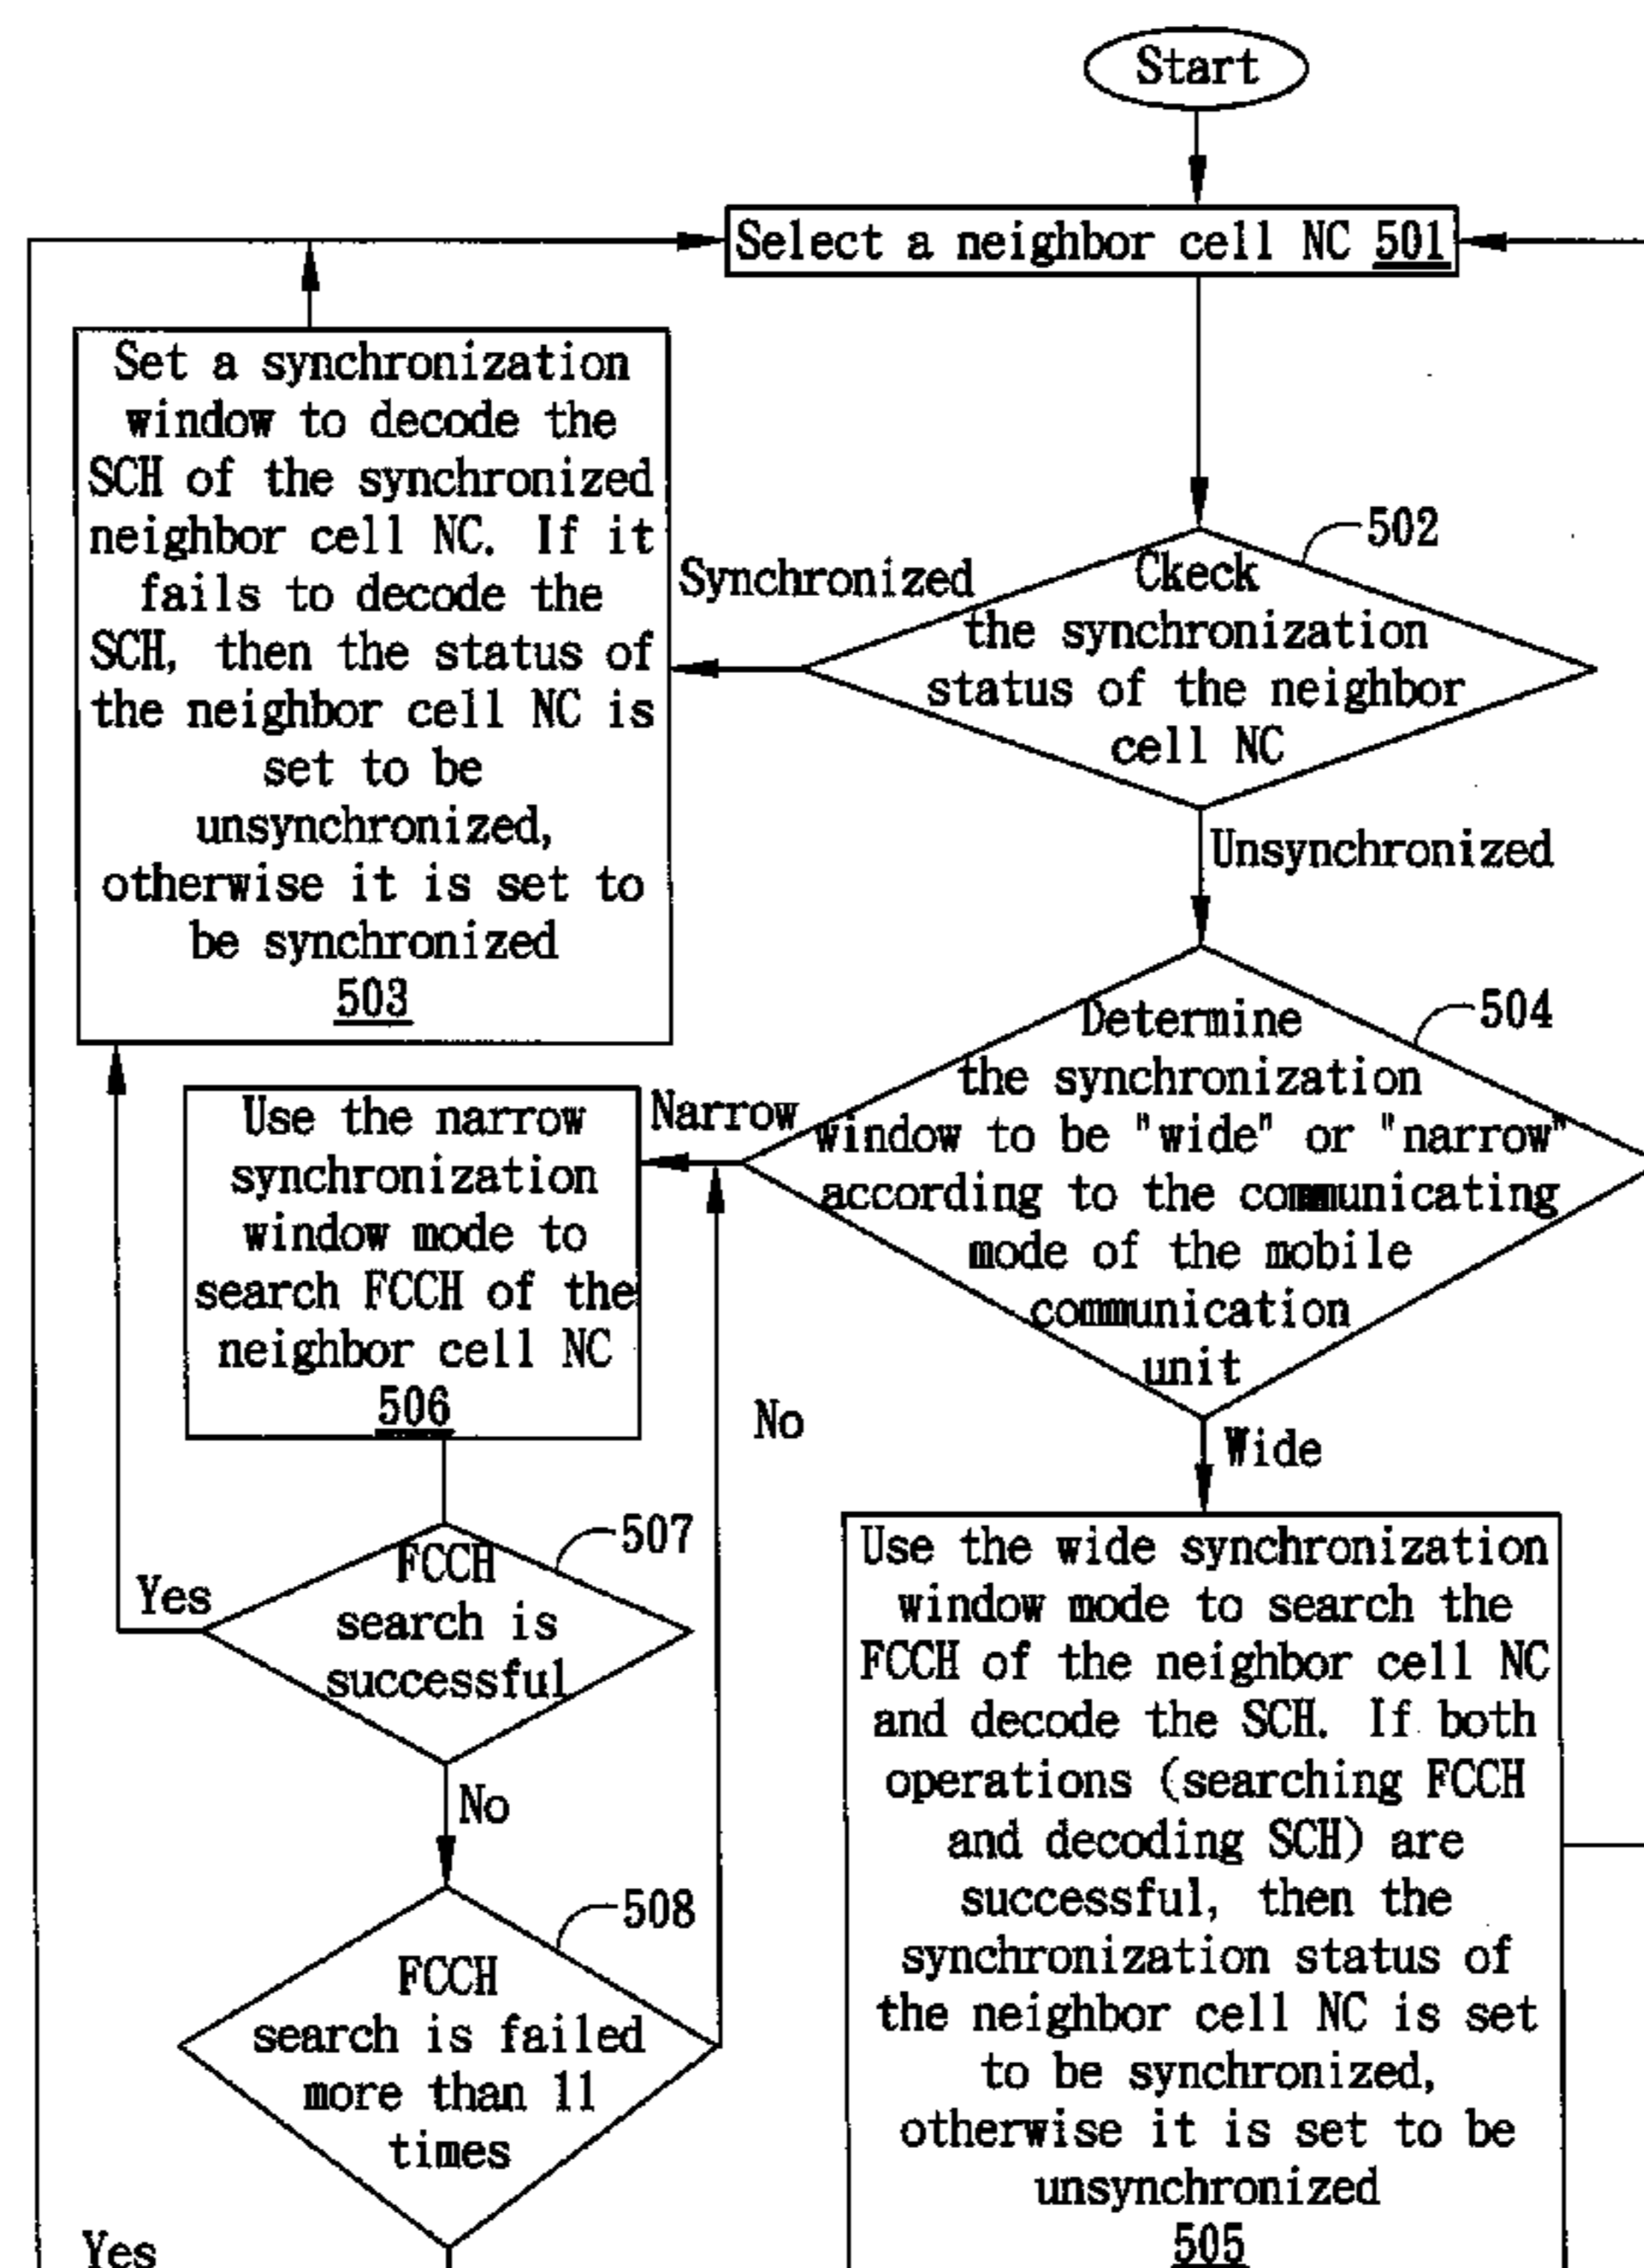 Start
Select a neighbor cell NC 501
Set a synchronization
window to decode the
SCH of the synchronized
neighbor cell NC. If it
fails to decode the
SCH, then the status of
the neighbor cell NC is
set to be
unsynchronized,
otherwise it is set to
be synchronized
503
Synchronized
502
Ckeck
the synchronization
status of the neighbor
cell NC
Unsynchronized
504
Determine
the synchronization
window to be "wide" or "narrow"
according to the communicating
mode of the mobile
communication
unit
Narrow
Use the narrow
synchronization
window mode to
search FCCH of the
neighbor cell NC
506
No
Wide
507
FCCH
search is
successful
Yes
No
508
FCCH
search is failed
more than 11
times
Yes
Use the wide synchronization
window mode to search the
FCCH of the neighbor cell NC
and decode the SCH. If both
operations (searching FCCH
and decoding SCH) are
successful, then the
synchronization status of
the neighbor cell NC is set
to be synchronized,
otherwise it is set to be
unsynchronized
505